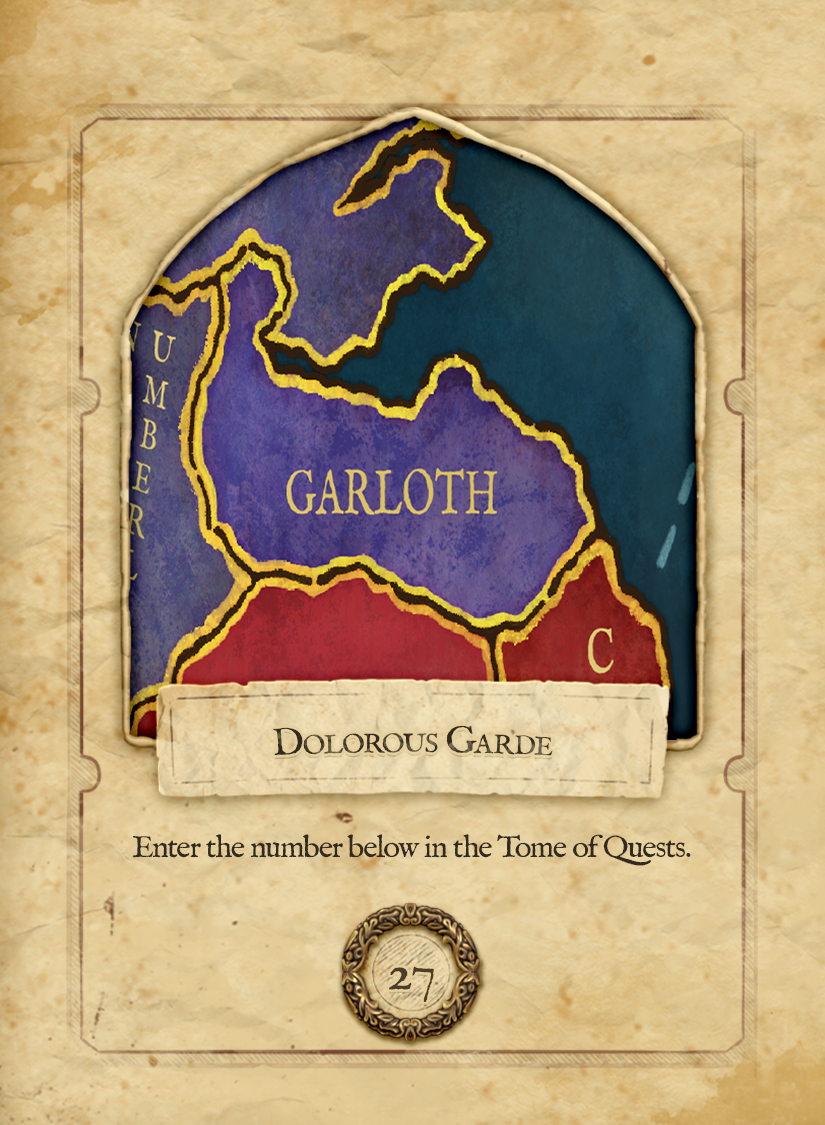 GARLOTH
C
Dolorous Garde
Enter the number below in the Tome of Quests.
27